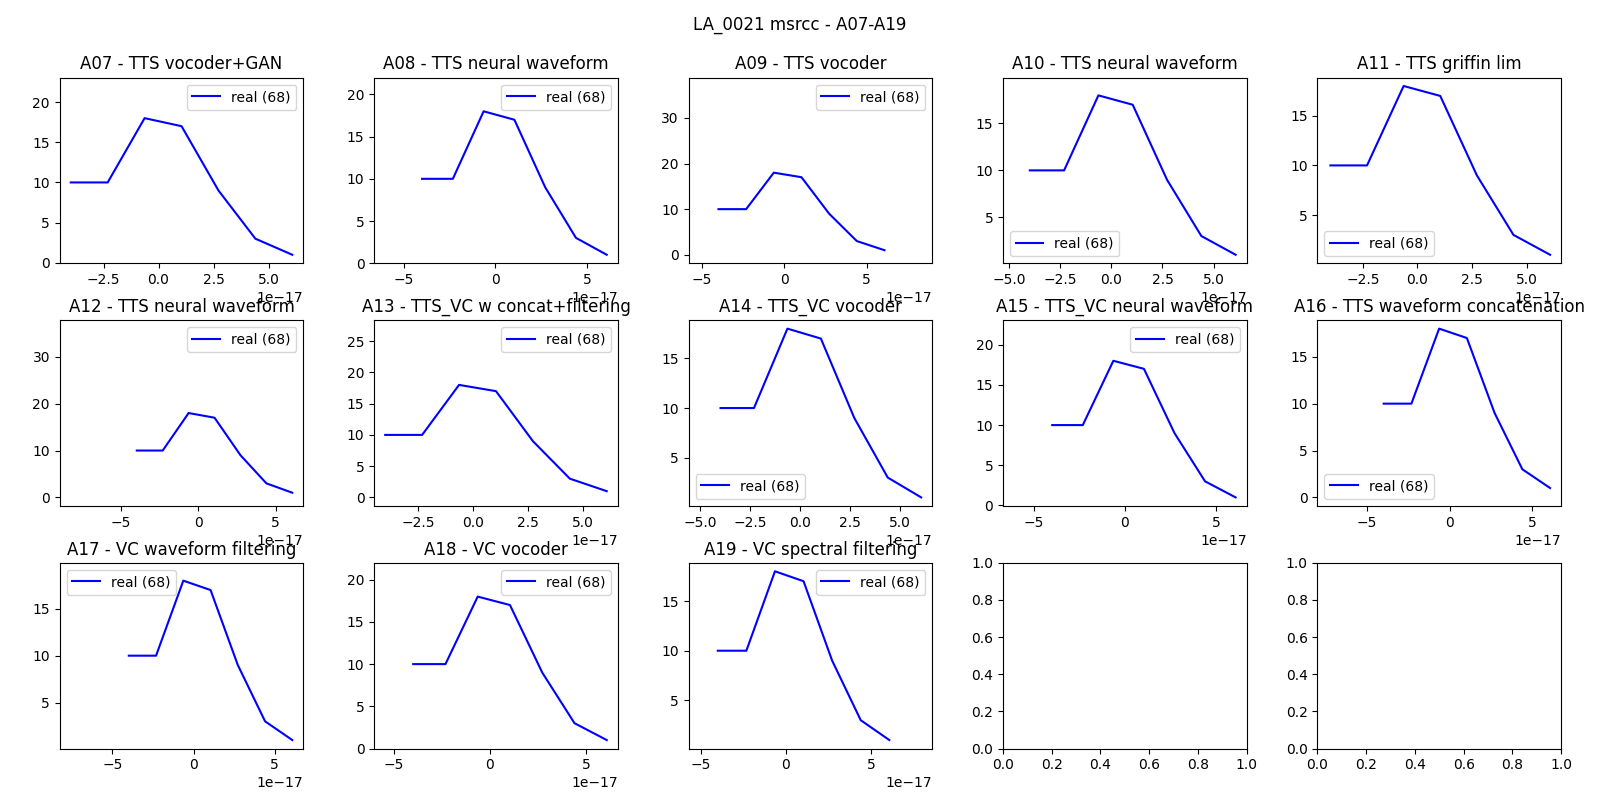 LA_0021 msrcc - A07-A19
A07 - TTS vocoder+GAN
real (68)
20
15
10
5
0
−2.5 0.0 2.5 5.0
1e−17
A08 - TTS neural waveform
real (68)
20
15
10
5
0
−5 0 5
1e−17
A09 - TTS vocoder
real (68)
30
20
10
0
−5 0 5
1e−17
A10 - TTS neural waveform
15
10
5
real (68)
−5.0 −2.5 0.0 2.5 5.0
1e−17
A11 - TTS griffin lim
15
10
5
real (68)
−2.5 0.0 2.5 5.0
1e−17
A12 - TTS neural waveform
real (68)
30
20
10
0
−5 0 5
1e−17
A13 - TTS_VC w concat+filtering
real (68)
25
20
15
10
5
0
−2.5 0.0 2.5 5.0
1e−17
A14 - TTS_VC vocoder
15
10
5
real (68)
−5.0 −2.5 0.0 2.5 5.0
1e−17
A15 - TTS_VC neural waveform
real (68)
20
15
10
5
0
−5 0 5
1e−17
A16 - TTS waveform concatenation
15
10
5
0
real (68)
−5 0 5
1e−17
A17 - VC waveform filtering
real (68)
15
10
5
−5 0 5
1e−17
A18 - VC vocoder
real (68)
20
15
10
5
0
−5 0 5
1e−17
A19 - VC spectral filtering
real (68)
15
10
5
−5 0 5
1e−17
1.0
0.8
0.6
0.4
0.2
0.0
0.0 0.2 0.4 0.6 0.8 1.0
1.0
0.8
0.6
0.4
0.2
0.0
0.0 0.2 0.4 0.6 0.8 1.0